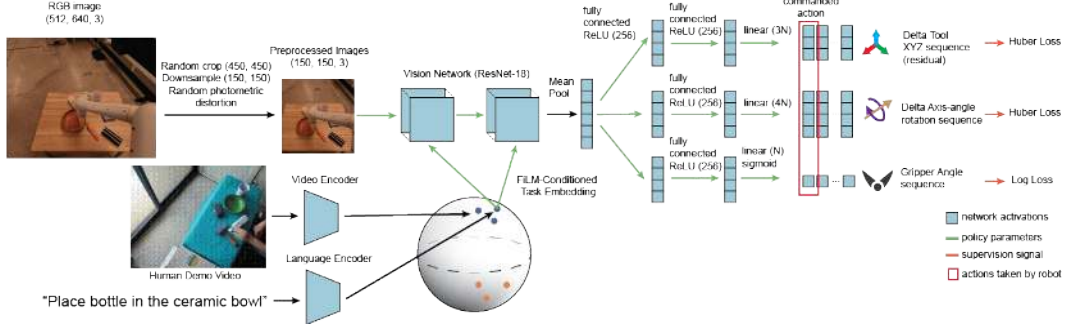 RGB image
(512, 640, 3)
Random crop (450, 450)
Downsample (150, 150)
Random photometric
distortion
Preprocessed Images
(150, 150, 3)
Vision Network (ResNet-18)
Mean
Pool
fully
connected
ReLU (256)
fully
connected
ReLU (256)
linear (3N)
commanded
action
Delta Tool
XYZ sequence
(residual)
Huber Loss
fully
connected
ReLU (256)
linear (4N)
Delta Axis-angle
rotation sequence
Huber Loss
fully
connected
ReLU (256)
linear (N)
sigmoid
Gripper Angle
sequence
Log Loss
...
FiLM-Conditioned
Task Embedding
Video Encoder
Human Demo Video
Language Encoder
"Place bottle in the ceramic bowl"
network activations
policy parameters
supervision signal
actions taken by robot